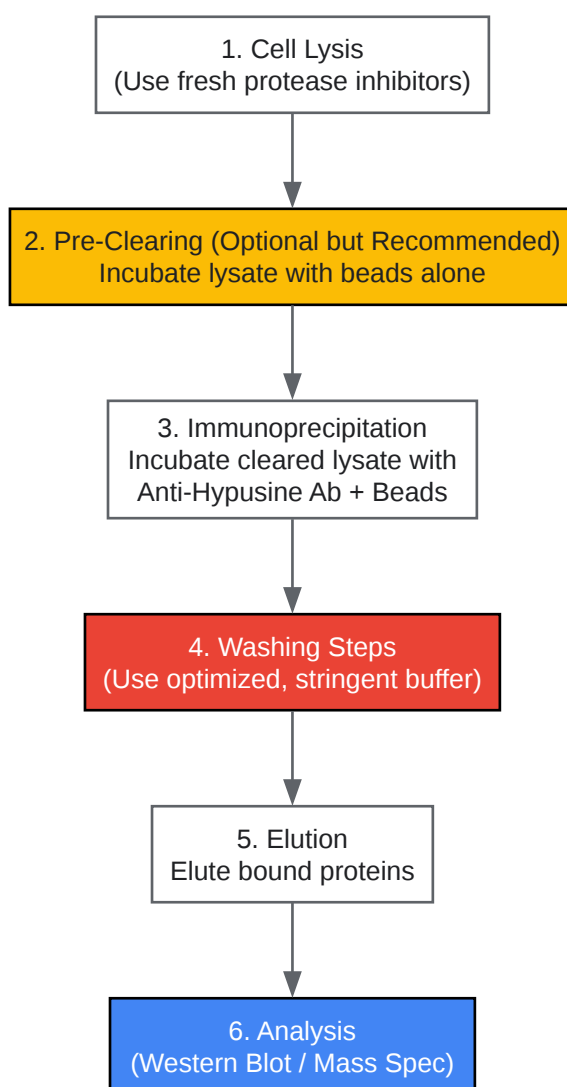 1. Cell Lysis
(Use fresh protease inhibitors)
2. Pre-Clearing (Optional but Recommended)
Incubate lysate with beads alone
3. Immunoprecipitation
Incubate cleared lysate with
Anti-Hypusine Ab + Beads
4. Washing Steps
(Use optimized, stringent buffer)
5. Elution
Elute bound proteins
6. Analysis
(Western Blot / Mass Spec)